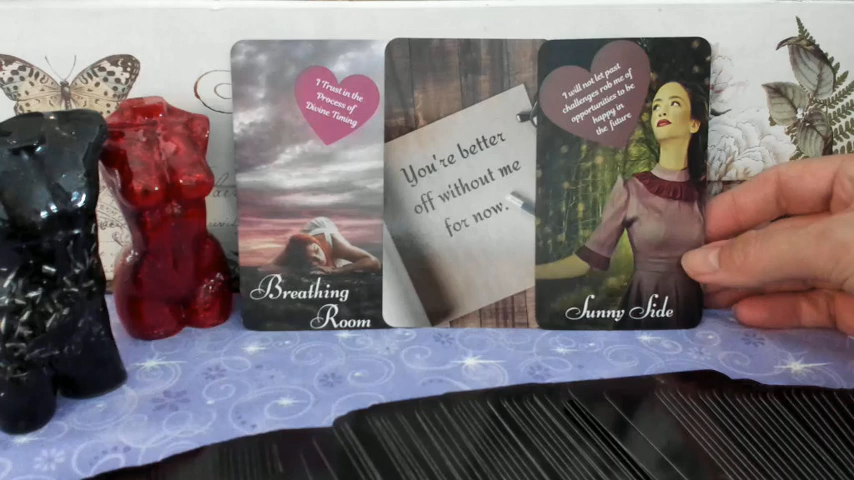 I Trust in the
Process of
Divine Timing
Breathing
Room
You're better
off without me
for now.
I will not let past
challenges rob me of
opportunities to be
happy in
the future
Sunny Side